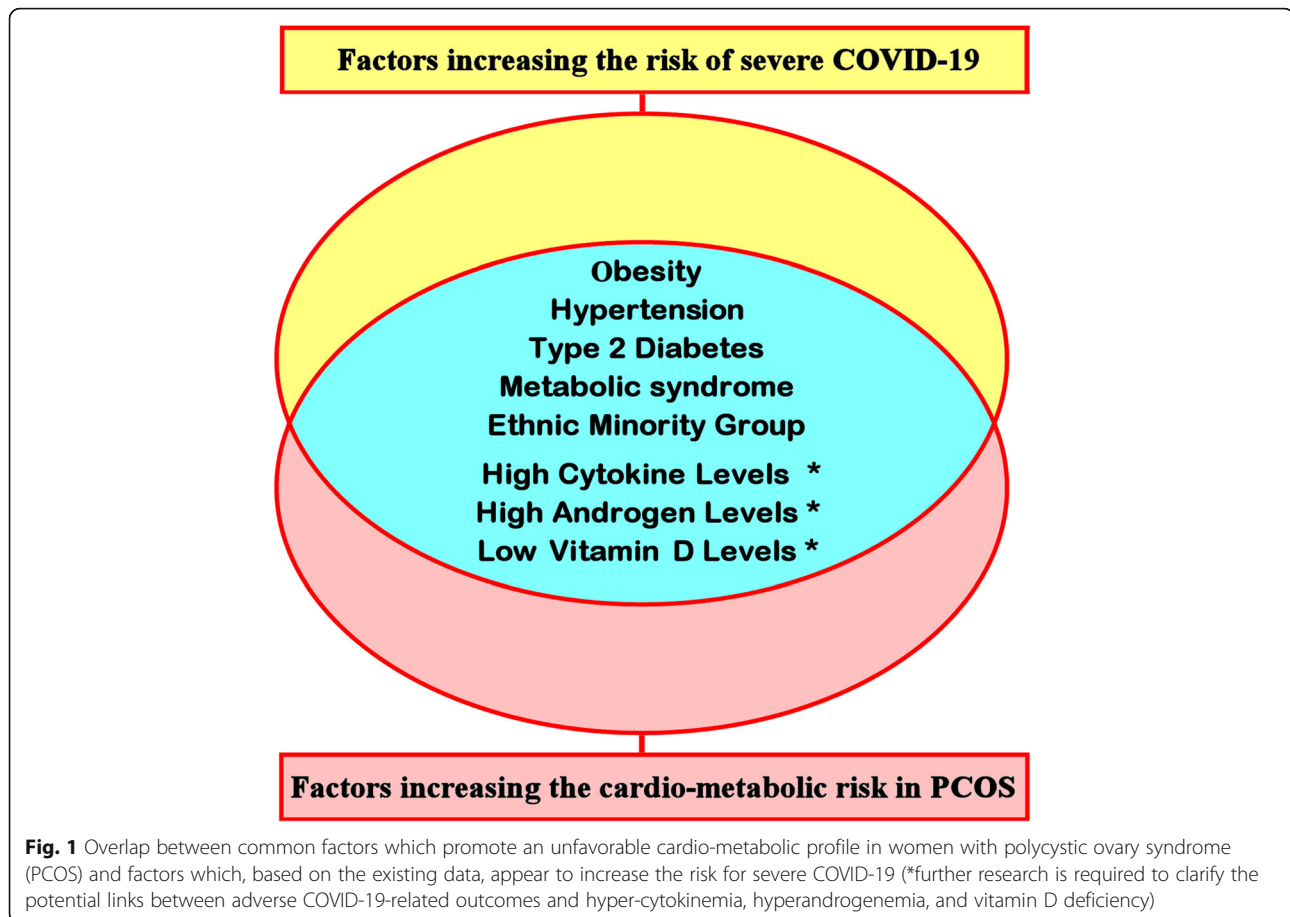 Factors increasing the risk of severe COVID-19
Obesity
Hypertension
Type 2 Diabetes
Metabolic syndrome
Ethnic Minority Group
High Cytokine Levels *
High Androgen Levels *
Low Vitamin D Levels *
Factors increasing the cardio-metabolic risk in PCOS
Fig. 1 Overlap between common factors which promote an unfavorable cardio-metabolic profile in women with polycystic ovary syndrome
(PCOS) and factors which, based on the existing data, appear to increase the risk for severe COVID-19 (*further research is required to clarify the
potential links between adverse COVID-19-related outcomes and hyper-cytokinemia, hyperandrogenemia, and vitamin D deficiency)